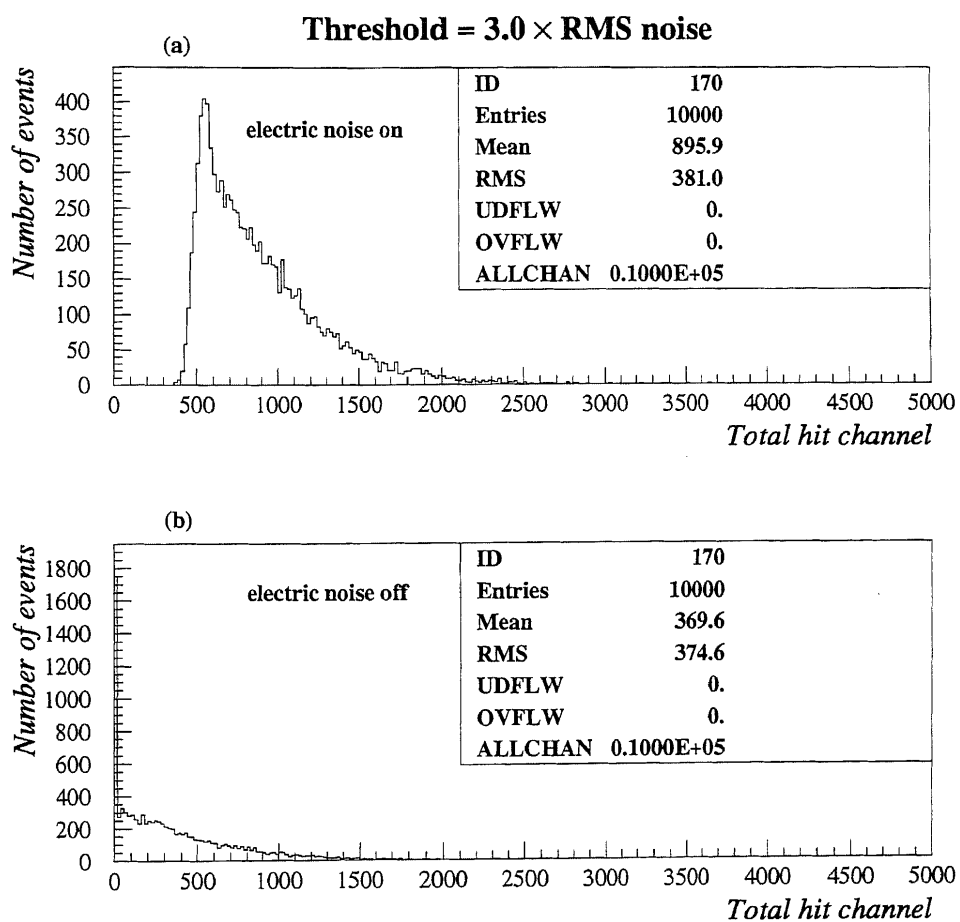 Threshold = 3.0 × RMS noise
(a)
Number of events
400
350
300
250
200
150
100
50
0
electric noise on
ID 170
Entries 10000
Mean 895.9
RMS 381.0
UDFLW 0.
OVFLW 0.
ALLCHAN 0.1000E+05
0 500 1000 1500 2000 2500 3000 3500 4000 4500 5000
Total hit channel
(b)
Number of events
1800
1600
1400
1200
1000
800
600
400
200
0
electric noise off
ID 170
Entries 10000
Mean 369.6
RMS 374.6
UDFLW 0.
OVFLW 0.
ALLCHAN 0.1000E+05
0 500 1000 1500 2000 2500 3000 3500 4000 4500 5000
Total hit channel